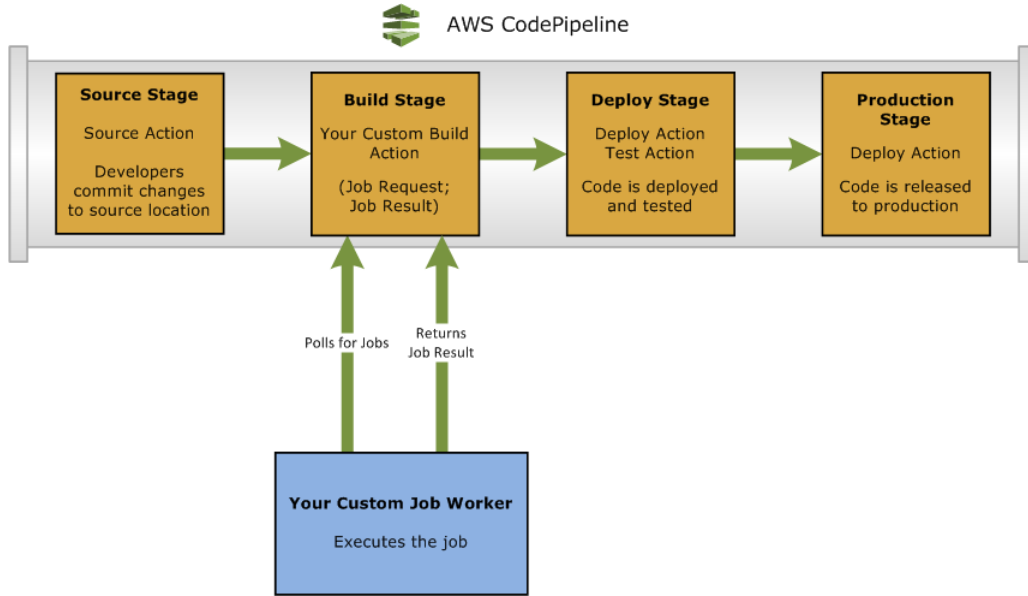 AWS CodePipeline
Source Stage
Source Action
Developers
commit changes
to source location
Build Stage
Your Custom Build
Action
(Job Request;
Job Result)
Deploy Stage
Deploy Action
Test Action
Code is deployed
and tested
Production
Stage
Deploy Action
Code is released
to production
Polls for Jobs
Returns
Job Result
Your Custom Job Worker
Executes the job